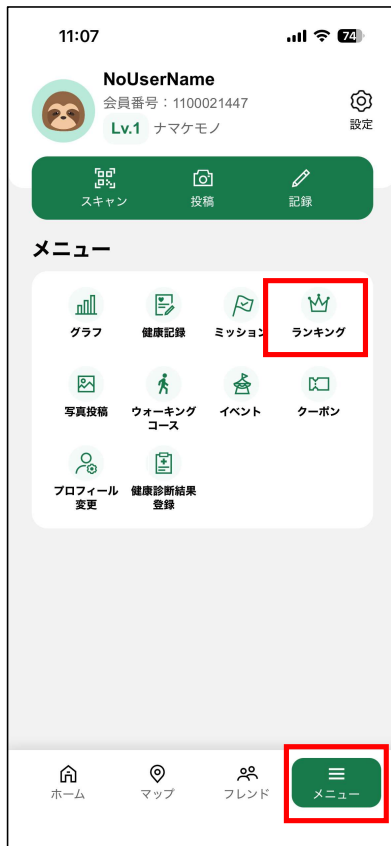 11:07
74
NoUserName
会員番号：1100021447
Lv.1 ナマケモノ
設定
スキャン 投稿 記録
メニュー
グラフ 健康記録 ミッション ランキング
写真投稿 ウォーキング イベント クーポン
コース
プロフィール 健康診断結果
変更 登録
ホーム マップ フレンド メニュー